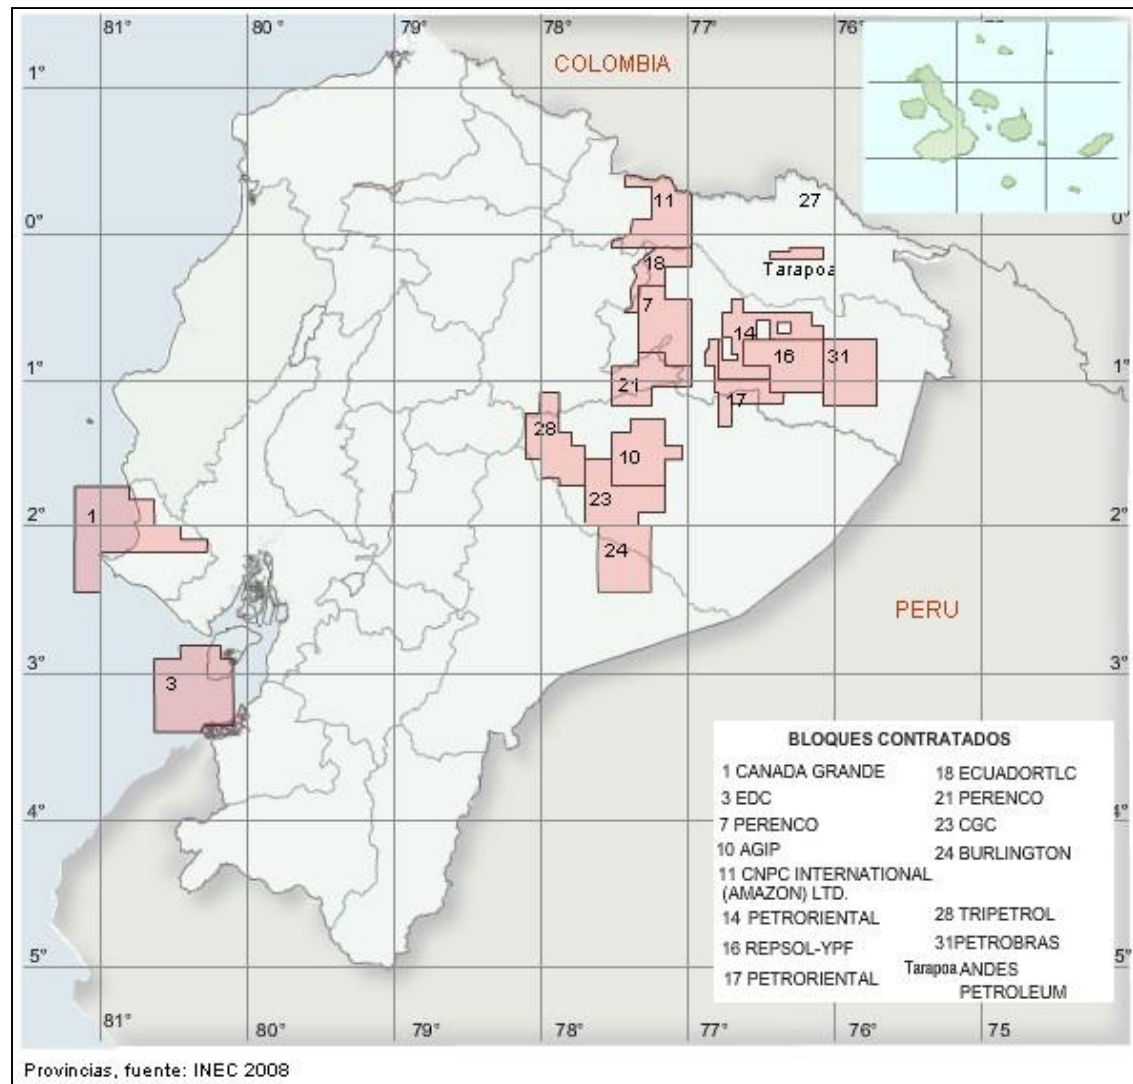 81° 80° 79° 78° 77° 76°
COLOMBIA
1°
11
27
0° 0°
18
Tarapoa
7
14
16 31
1° 1°
21
17
28
10
23
1
2° 2°
24
PERU
3° 3°
3
BLOQUES CONTRATADOS
1 CANADA GRANDE
3 EDC
7 PERENCO
10 AGIP
11 CNPC INTERNATIONAL
(AMAZON) LTD.
14 PETRORIENTAL
16 REPSOL-YPF
17 PETRORIENTAL
18 ECUADORTLC
21 PERENCO
23 CGC
24 BURLINGTON
28 TRIPETROL
31PETROBRAS
Tarapoa ANDES
PETROLEUM
4° 4°
5° 5°
81° 80° 79° 78° 77° 76° 75
Provincias, fuente: INEC 2008